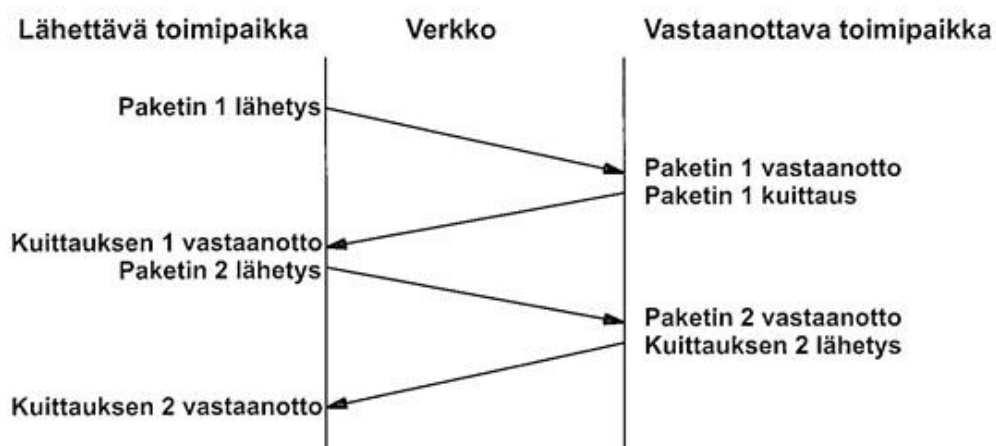 Lähettävä toimipaikka
Verkko
Vastaanottava toimipaikka
Paketin 1 lähetys
Paketin 1 vastaanotto
Paketin 1 kuittaus
Kuittauksen 1 vastaanotto
Paketin 2 lähetys
Paketin 2 vastaanotto
Kuittauksen 2 lähetys
Kuittauksen 2 vastaanotto